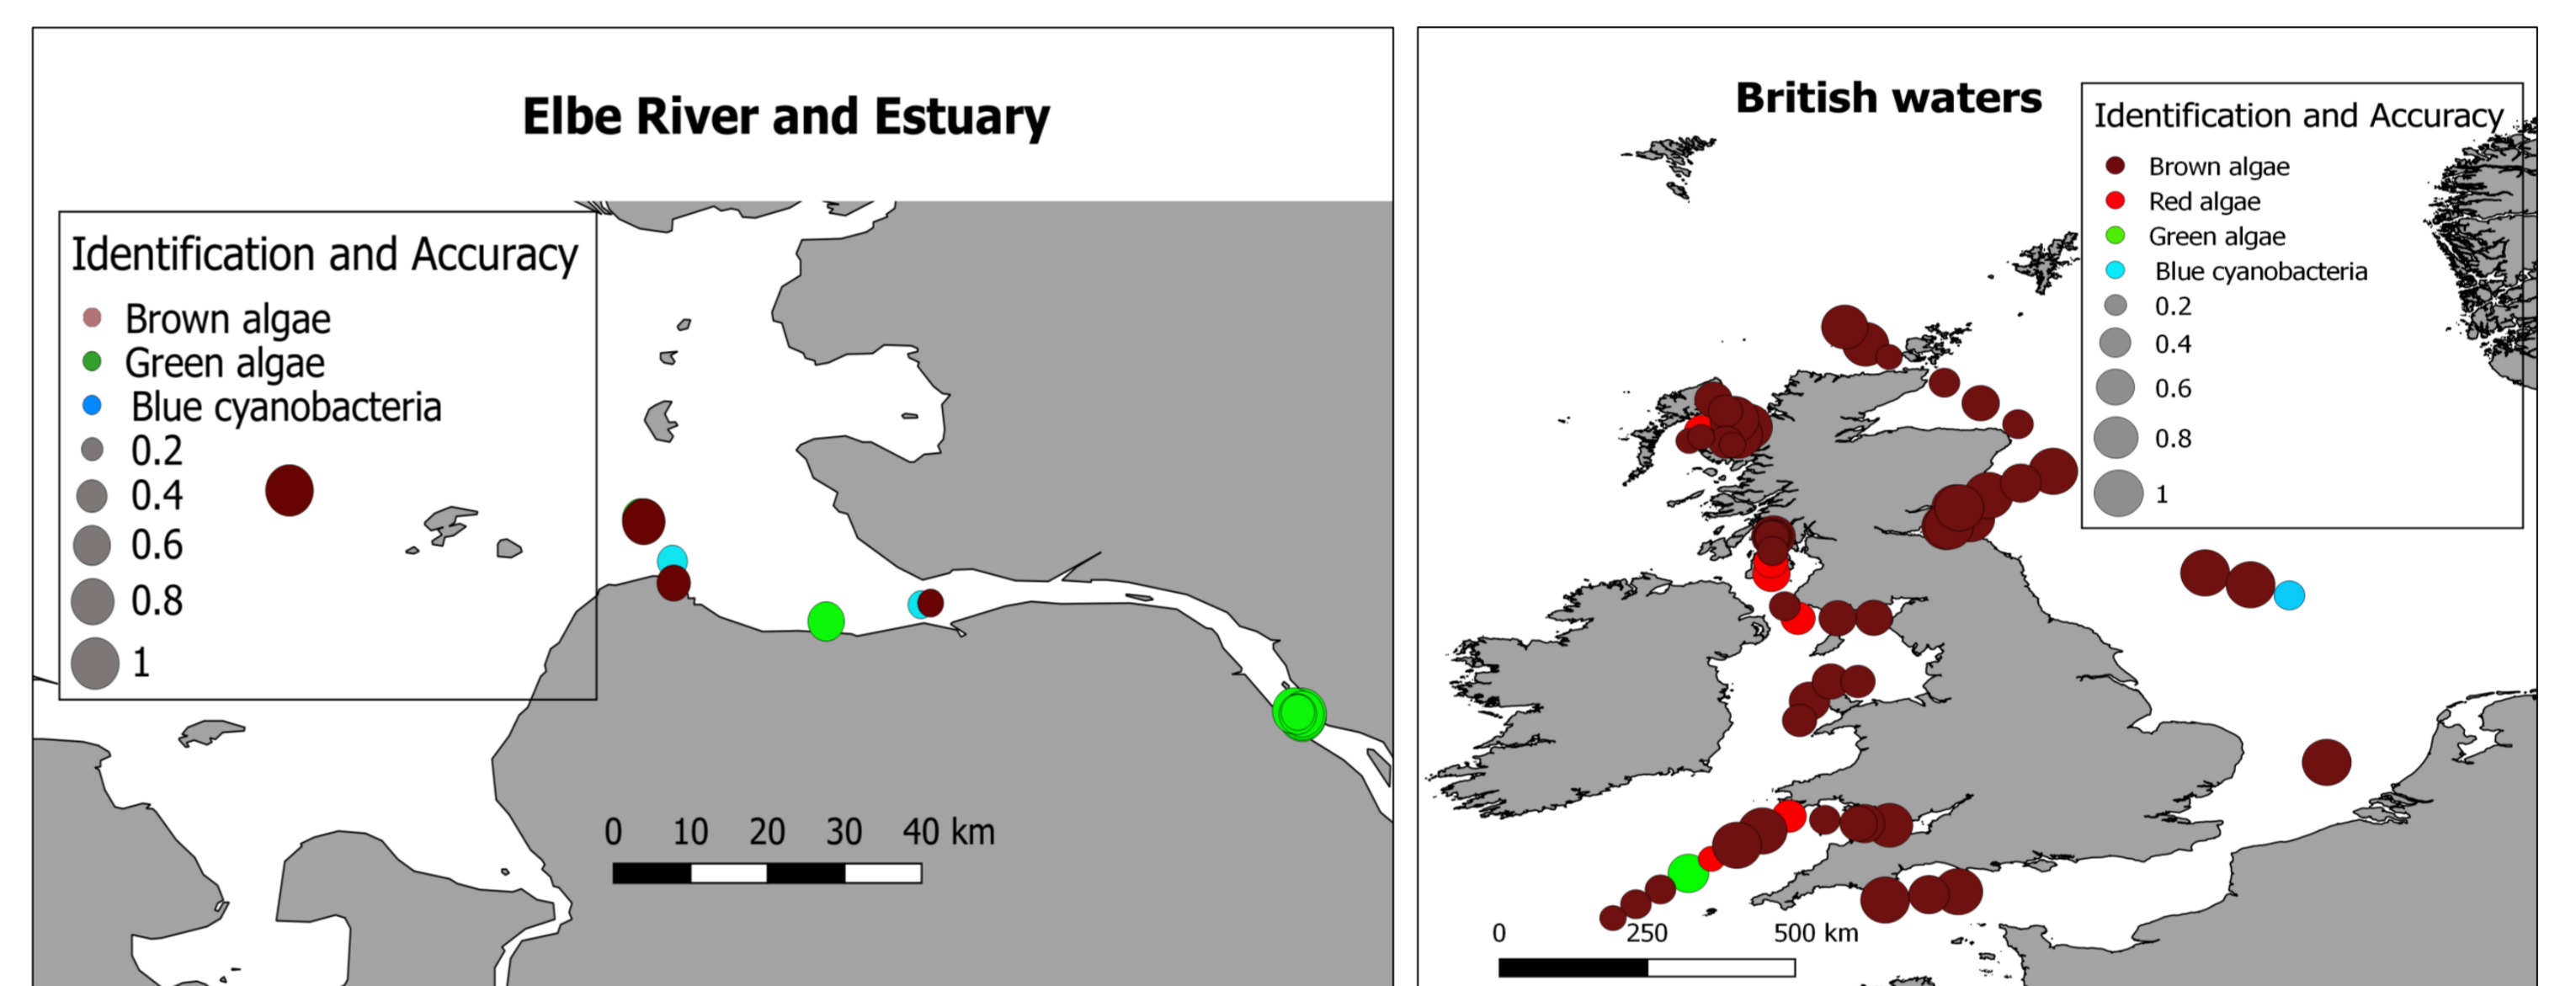 Elbe River and Estuary
Identification and Accuracy
Brown algae
Green algae
Blue cyanobacteria
0.2
0.4
0.6
0.8
1
0 10 20 30 40 km
British waters
Identification and Accuracy
Brown algae
Red algae
Green algae
Blue cyanobacteria
0.2
0.4
0.6
0.8
1
0 250 500 km